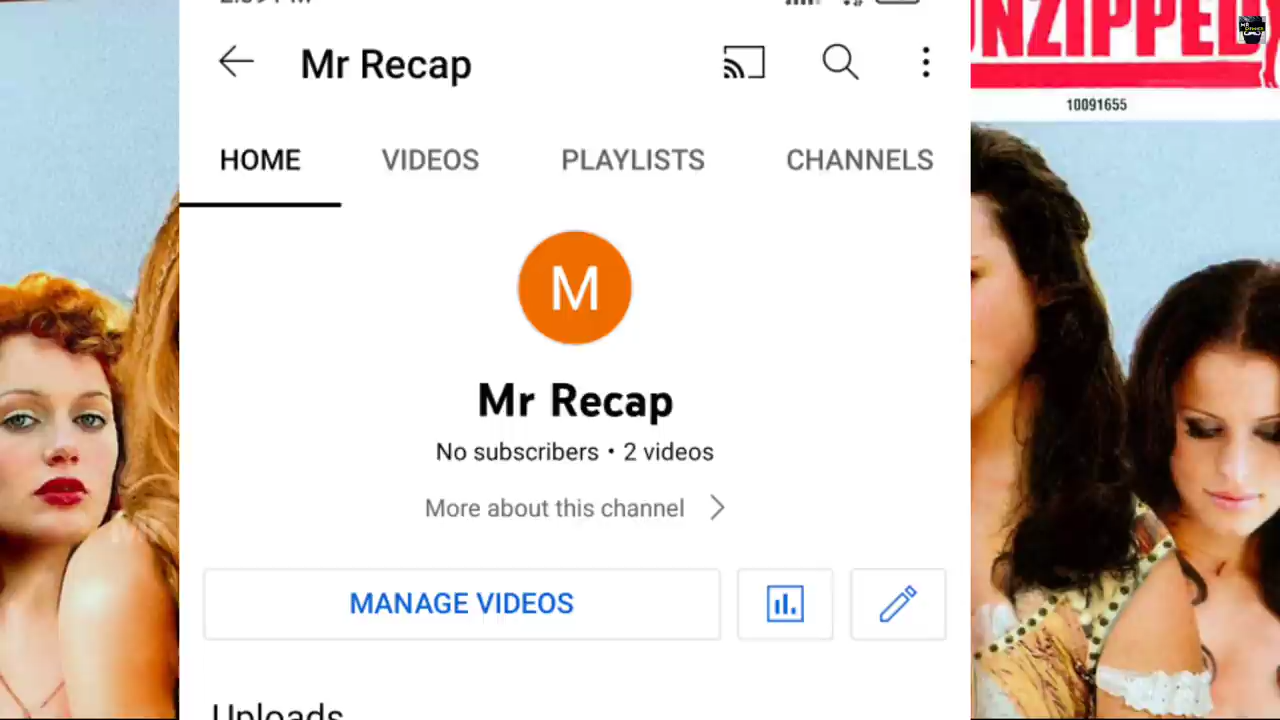 Mr Recap
HOME VIDEOS PLAYLISTS CHANNELS
M
Mr Recap
No subscribers • 2 videos
More about this channel
MANAGE VIDEOS
Uploads
NZIPPED
10091655